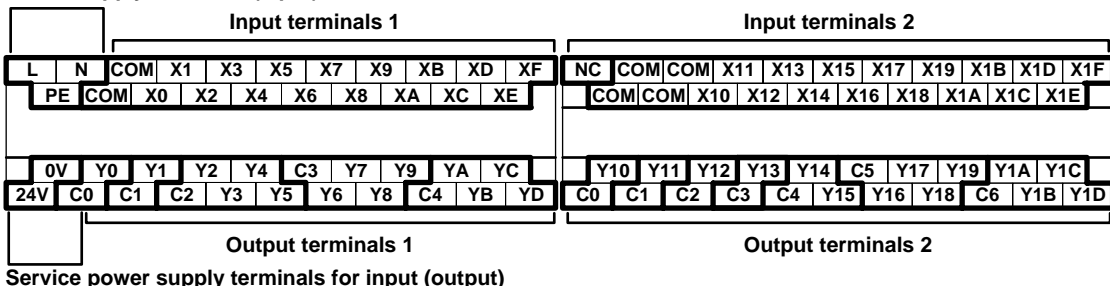 Input terminals 1 Input terminals 2
L N COM X1 X3 X5 X7 X9 XB XD XF NC COM COM X11 X13 X15 X17 X19 X1B X1D X1F
PE COM X0 X2 X4 X6 X8 XA XC XE COM COM X10 X12 X14 X16 X18 X1A X1C X1E
0V Y0 Y1 Y2 Y4 C3 Y7 Y9 YA YC Y10 Y11 Y12 Y13 Y14 C5 Y17 Y19 Y1A Y1C
24V C0 C1 C2 Y3 Y5 Y6 Y8 C4 YB YD C0 C1 C2 C3 C4 Y15 Y16 Y18 C6 Y1B Y1D
Output terminals 1 Output terminals 2
Service power supply terminals for input (output)